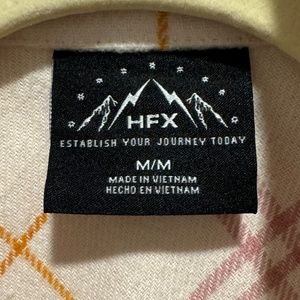 HFX
ESTABLISH YOUR JOURNEY TODAY
M/M
MADE IN VIETNAM
HECHO EN VIETNAM